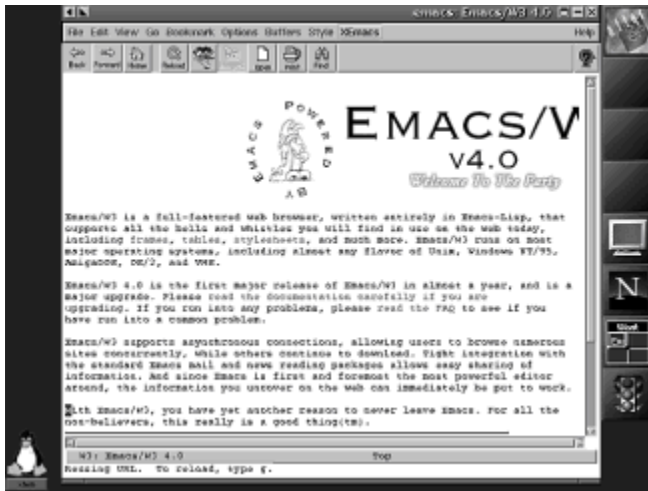 emacs: Emacs/W3 4.0
File Edit View Go Bookmark Options Buffers Style XEmacs Help
Back Forward Home Reload Open Print Find
POWERED BY EMACS
EMACS/W
v4.0
Welcome To The Party
Emacs/W3 is a full-featured web browser, written entirely in Emacs-Lisp, that
supports all the bells and whistles you will find in use on the web today,
including frames, tables, stylesheets, and much more. Emacs/W3 runs on most
major operating systems, including almost any flavor of Unix, Windows NT/95,
AmigaDOS, OS/2, and VMS.
Emacs/W3 4.0 is the first major release of Emacs/W3 in almost a year, and is a
major upgrade. Please read the documentation carefully if you are
upgrading. If you run into any problems, please read the FAQ to see if you
have run into a common problem.
Emacs/W3 supports asynchronous connections, allowing users to browse numerous
sites concurrently, while others continue to download. Tight integration with
the standard Emacs mail and news reading packages allows easy sharing of
information. And since Emacs is first and foremost the most powerful editor
around, the information you uncover on the web can immediately be put to work.
With Emacs/W3, you have yet another reason to never leave Emacs. For all the
non-believers, this really is a good thing(tm).
W3: Emacs/W3 4.0 Top
Reusing URL. To reload, type g.
N